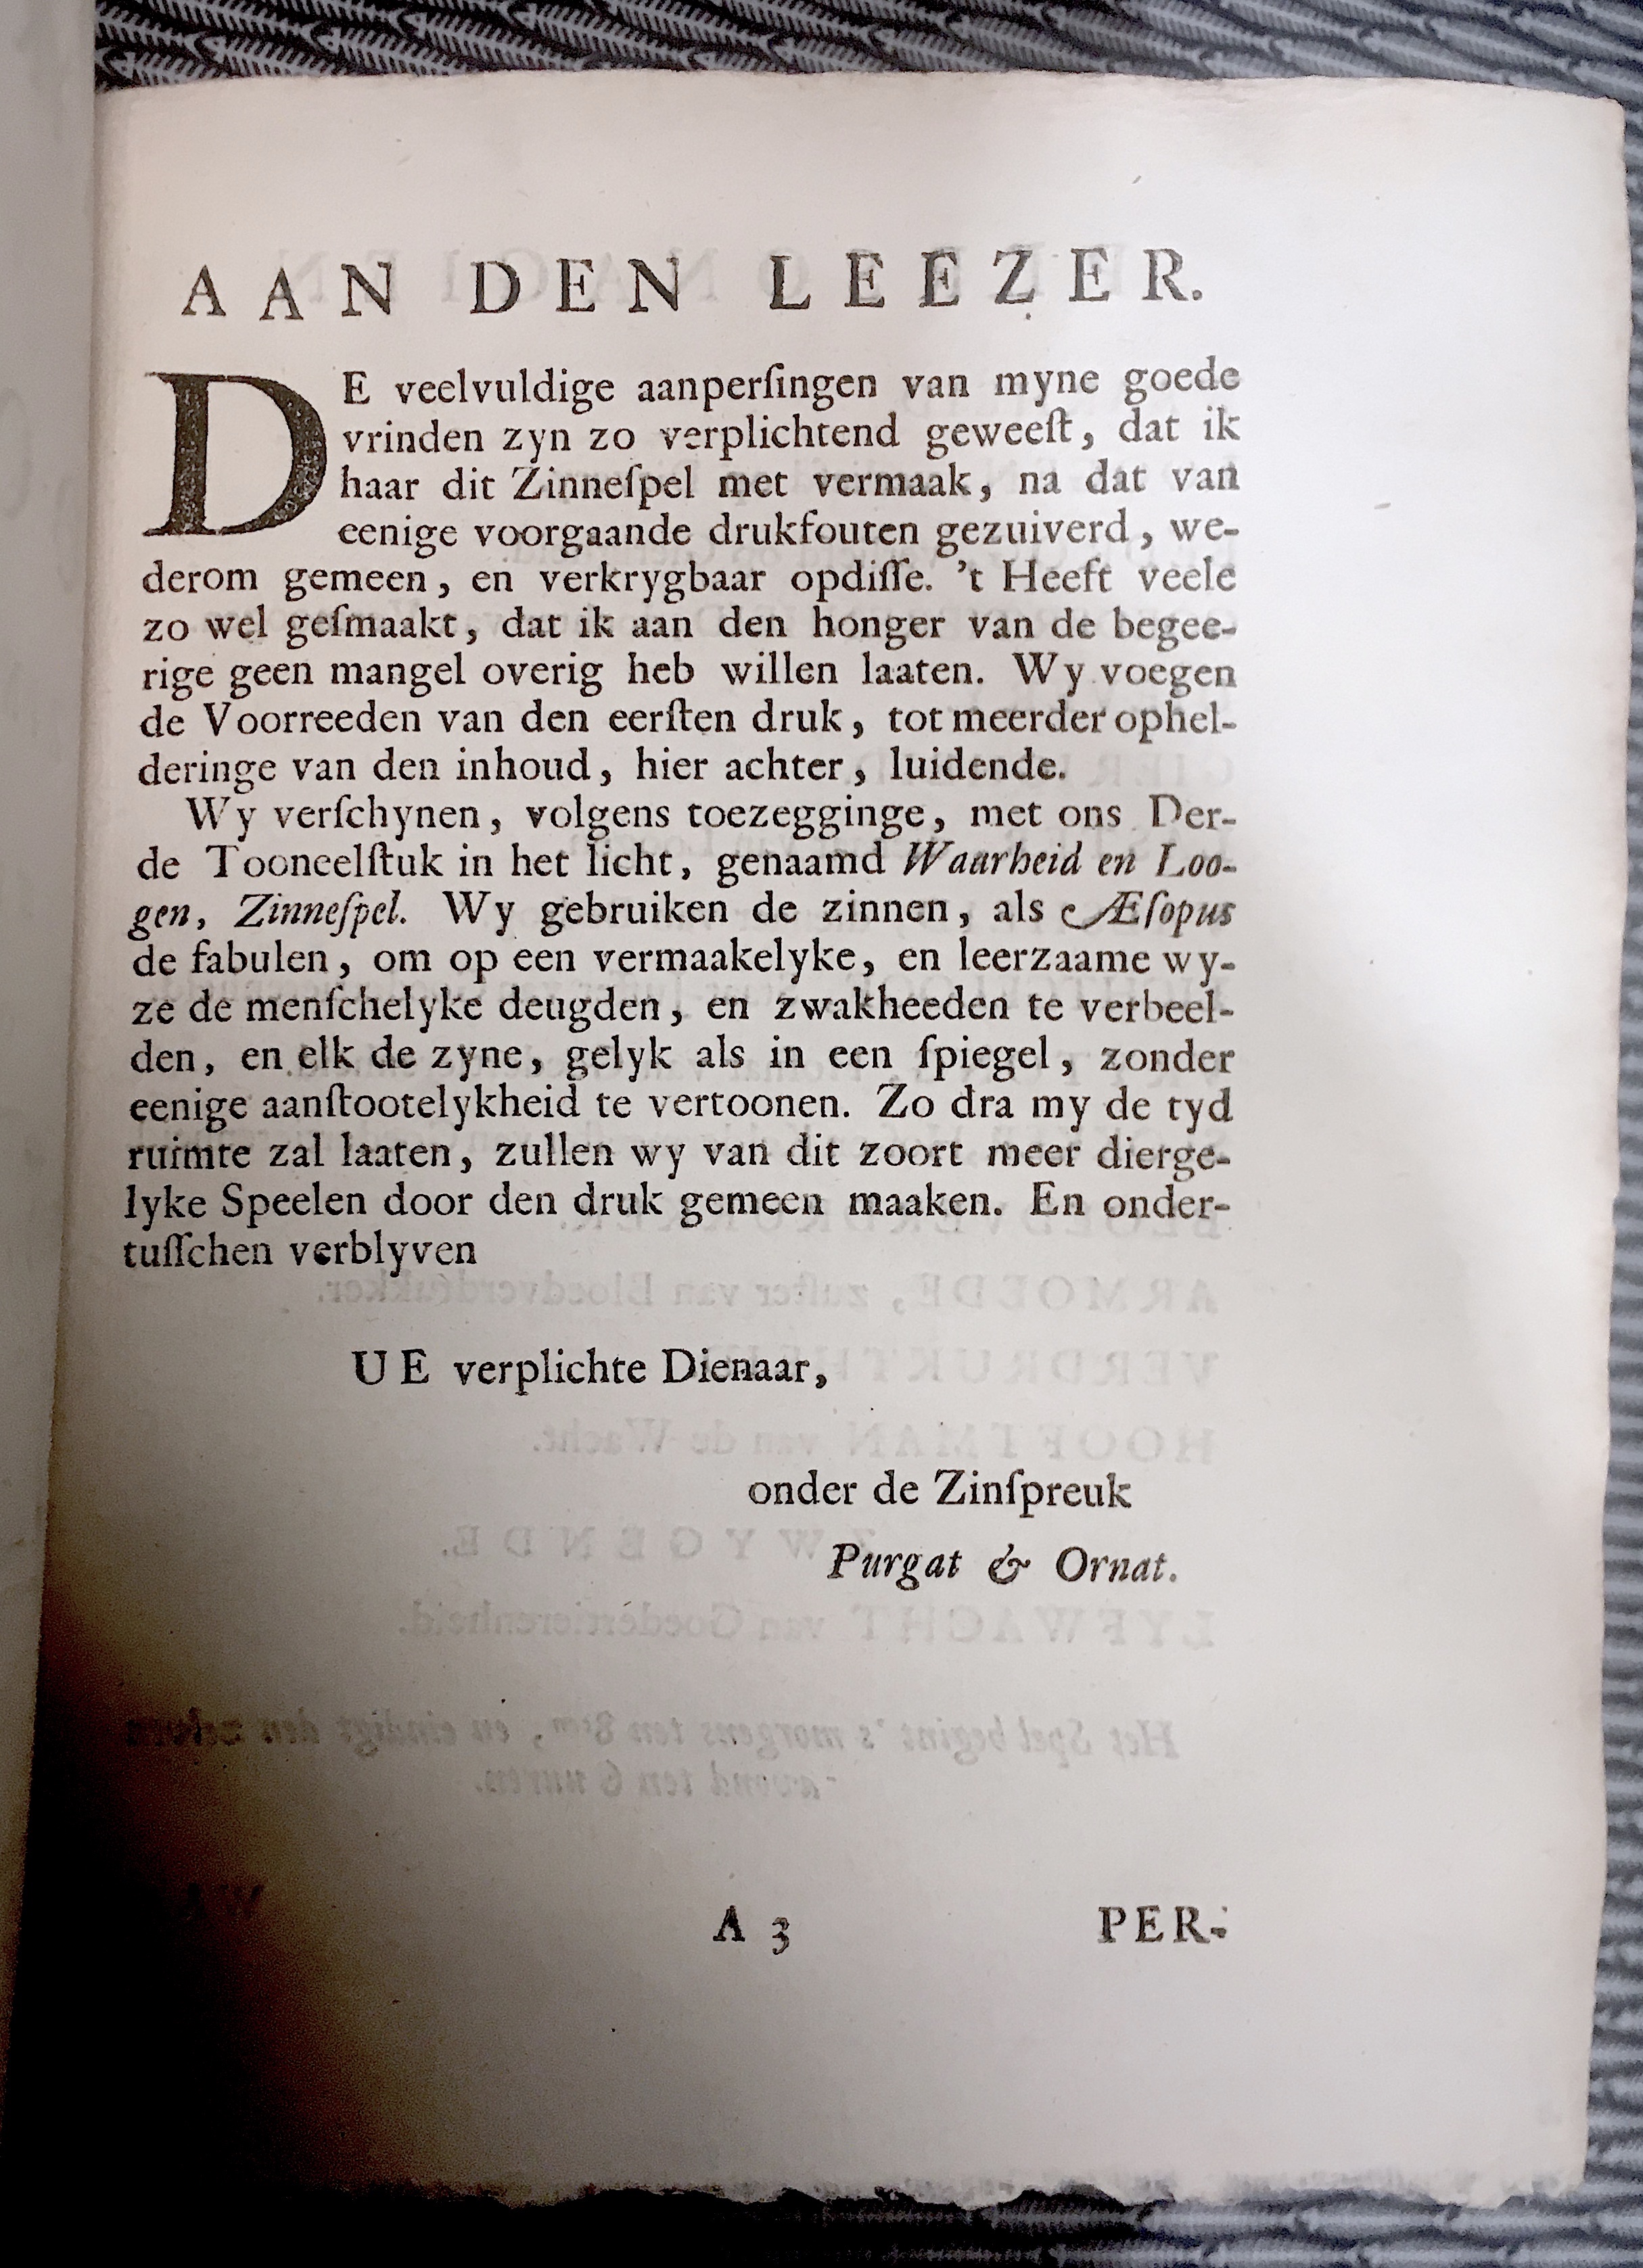 AAN DEN LEEZER.
DE veelvuldige aanperſingen van myne goede
vrinden zyn zo verplichtend geweeſt, dat ik
haar dit Zinneſpel met vermaak, na dat van
eenige voorgaande drukfouten gezuiverd, we-
derom gemeen, en verkrygbaar opdiſſe. 't Heeft veele
zo wel geſmaakt, dat ik aan den honger van de begee-
rige geen mangel overig heb willen laaten. Wy voegen
de Voorreeden van den eerſten druk, tot meerder ophel-
deringe van den inhoud, hier achter, luidende.
Wy verſchynen, volgens toezegginge, met ons Der-
de Tooneelſtuk in het licht, genaamd Waarheid en Loo-
gen, Zinneſpel. Wy gebruiken de zinnen, als Æſopus
de fabulen, om op een vermaakelyke, en leerzaame wy-
ze de menſchelyke deugden, en zwakheeden te verbeel-
den, en elk de zyne, gelyk als in een ſpiegel, zonder
eenige aanſtootelykheid te vertoonen. Zo dra my de tyd
ruimte zal laaten, zullen wy van dit zoort meer dierge-
lyke Speelen door den druk gemeen maaken. En onder-
tuſſchen verblyven
UE verplichte Dienaar,
onder de Zinſpreuk
Purgat & Ornat.
A 3 PER-